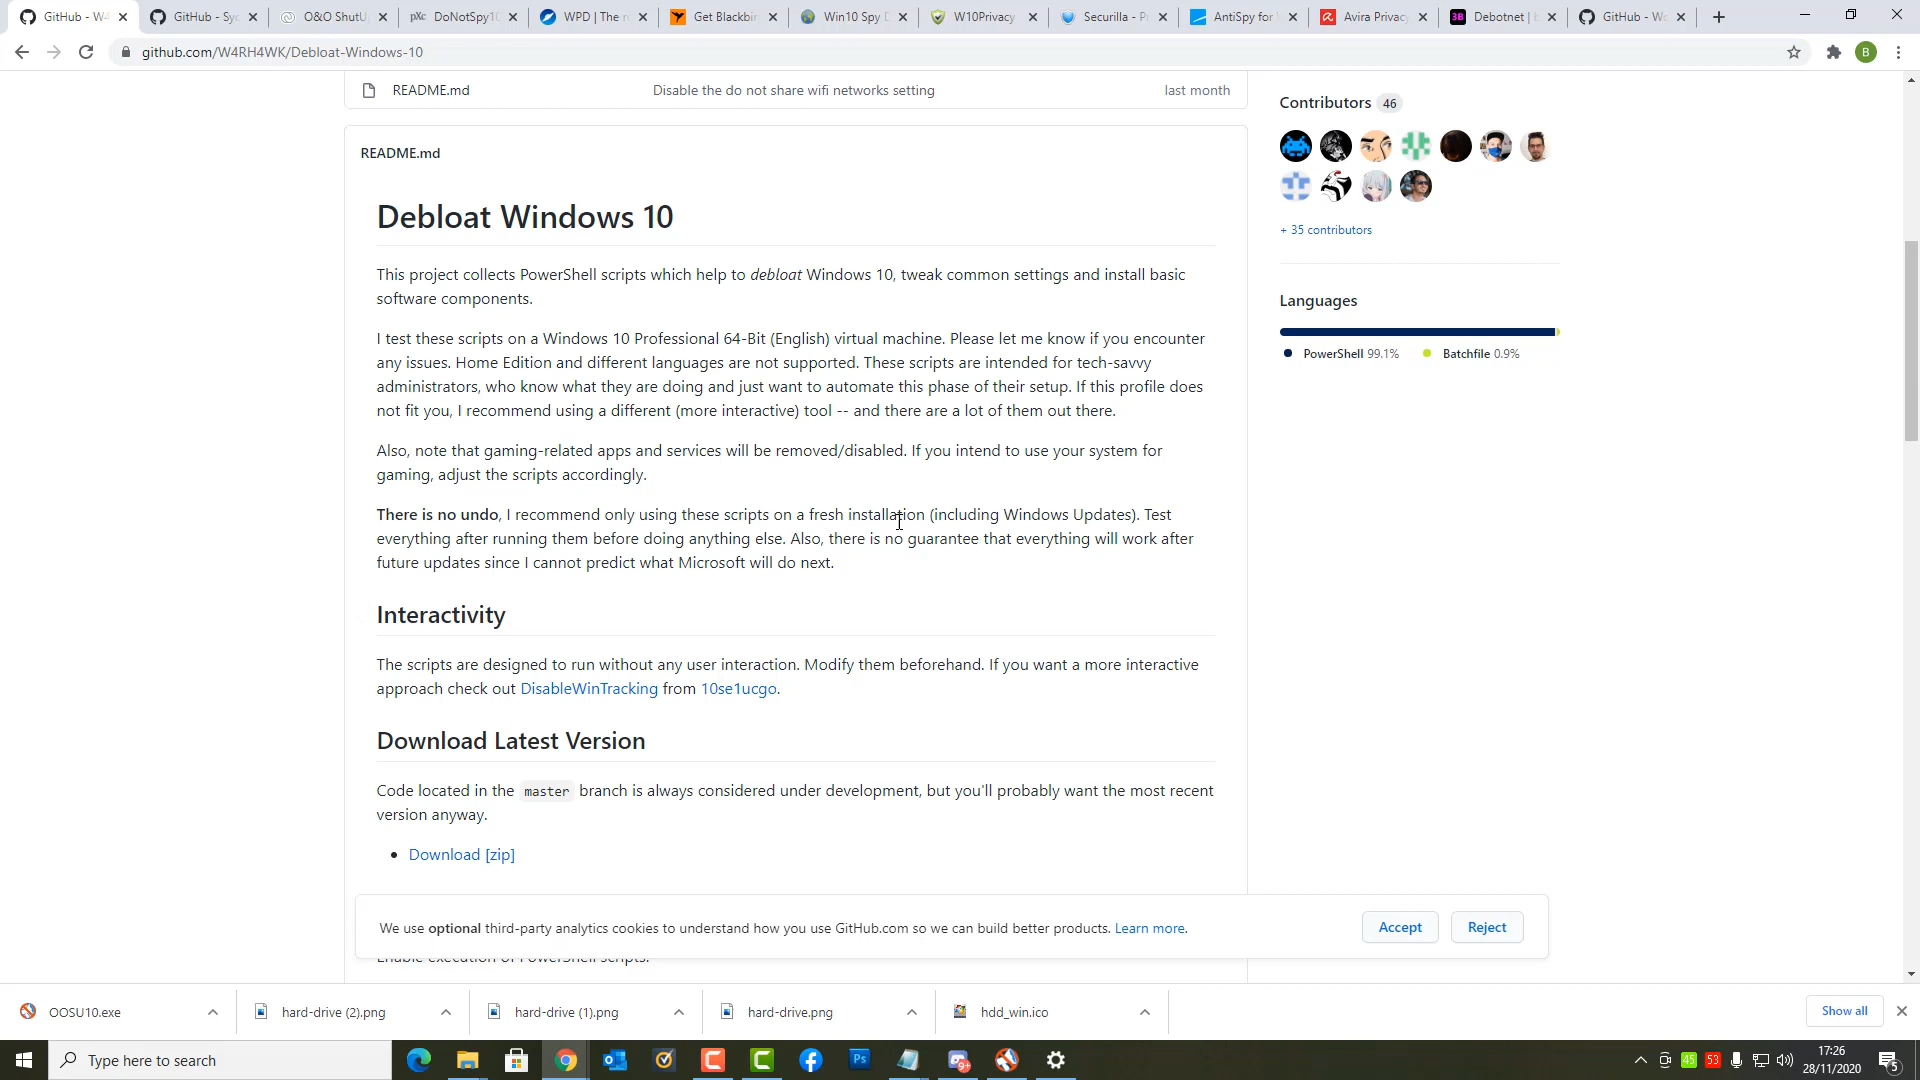 GitHub - W4
GitHub - Syc
O&O ShutU
pXc DoNotSpy10
WPD | The r
Get Blackbir
Win10 Spy D
W10Privacy
Securilla - P
AntiSpy for
Avira Privac
3B Debotnet | b
GitHub - Wo
github.com/W4RH4WK/Debloat-Windows-10
B
README.md Disable the do not share wifi networks setting last month
README.md
Debloat Windows 10
This project collects PowerShell scripts which help to debloat Windows 10, tweak common settings and install basic
software components.
I test these scripts on a Windows 10 Professional 64-Bit (English) virtual machine. Please let me know if you encounter
any issues. Home Edition and different languages are not supported. These scripts are intended for tech-savvy
administrators, who know what they are doing and just want to automate this phase of their setup. If this profile does
not fit you, I recommend using a different (more interactive) tool -- and there are a lot of them out there.
Also, note that gaming-related apps and services will be removed/disabled. If you intend to use your system for
gaming, adjust the scripts accordingly.
There is no undo, I recommend only using these scripts on a fresh installation (including Windows Updates). Test
everything after running them before doing anything else. Also, there is no guarantee that everything will work after
future updates since I cannot predict what Microsoft will do next.
Interactivity
The scripts are designed to run without any user interaction. Modify them beforehand. If you want a more interactive
approach check out DisableWinTracking from 10se1ucgo.
Download Latest Version
Code located in the master branch is always considered under development, but you'll probably want the most recent
version anyway.
Download [zip]
Contributors 46
+ 35 contributors
Languages
PowerShell 99.1% Batchfile 0.9%
We use optional third-party analytics cookies to understand how you use GitHub.com so we can build better products. Learn more.
Accept Reject
Enable execution of PowerShell scripts.
OOSU10.exe
hard-drive (2).png
hard-drive (1).png
hard-drive.png
hdd_win.ico
Show all
Type here to search
Ps
9+
45
53
17:26
28/11/2020
5